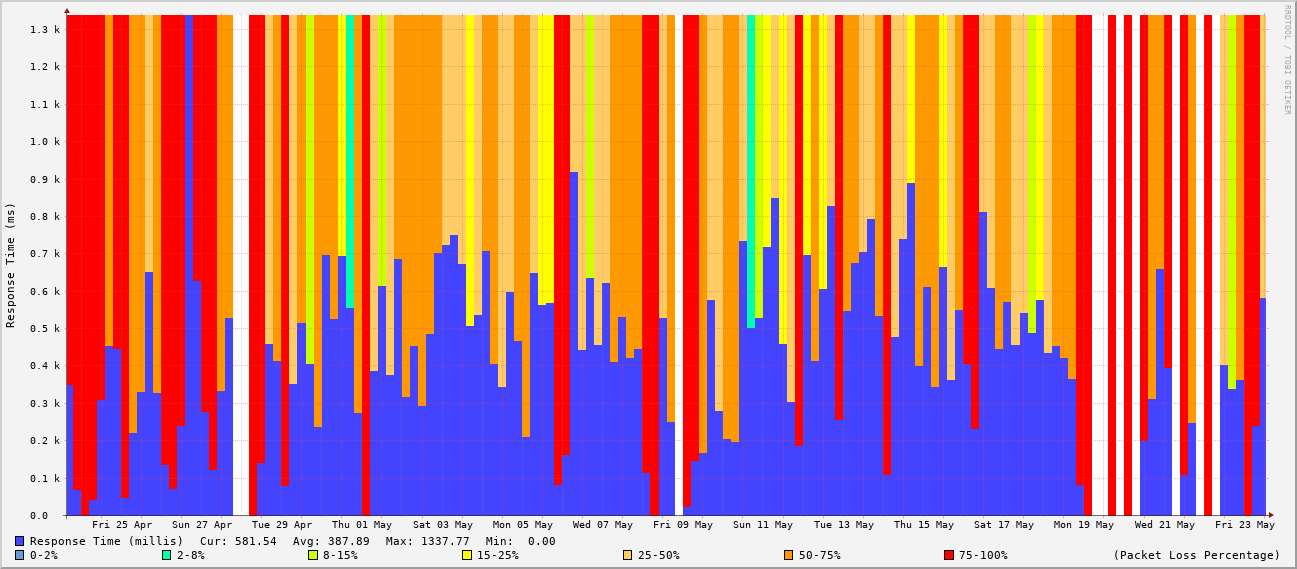 RRDTOOL / TOBI OETIKER
Response Time (ms)
1.3 k
1.2 k
1.1 k
1.0 k
0.9 k
0.8 k
0.7 k
0.6 k
0.5 k
0.4 k
0.3 k
0.2 k
0.1 k
0.0
Fri 25 Apr Sun 27 Apr Tue 29 Apr Thu 01 May Sat 03 May Mon 05 May Wed 07 May Fri 09 May Sun 11 May Tue 13 May Thu 15 May Sat 17 May Mon 19 May Wed 21 May Fri 23 May
Response Time (millis) Cur: 581.54 Avg: 387.89 Max: 1337.77 Min: 0.00
0-2% 2-8% 8-15% 15-25% 25-50% 50-75% 75-100% (Packet Loss Percentage)